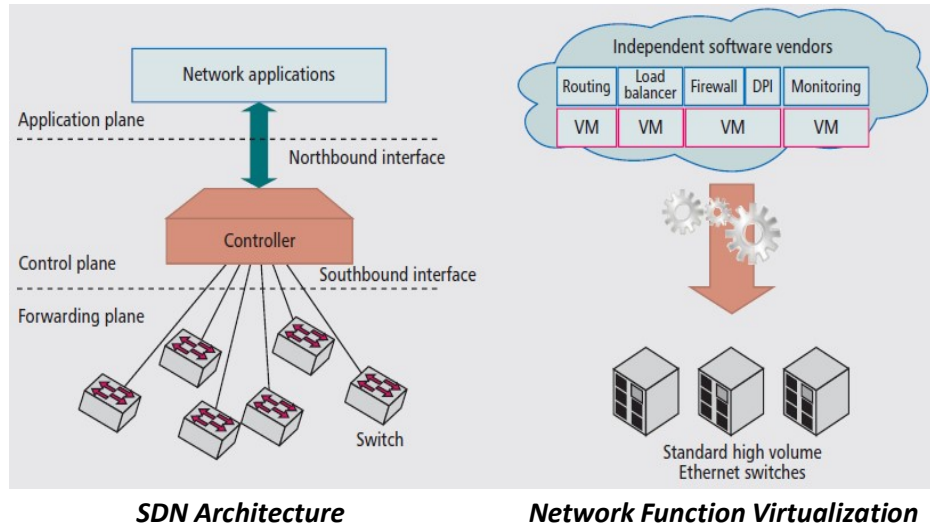 Network applications
Application plane
Northbound interface
Controller
Control plane
Southbound interface
Forwarding plane
Switch
SDN Architecture
Independent software vendors
Routing
Load
balancer
Firewall
DPI
Monitoring
VM
VM
VM
VM
Standard high volume
Ethernet switches
Network Function Virtualization